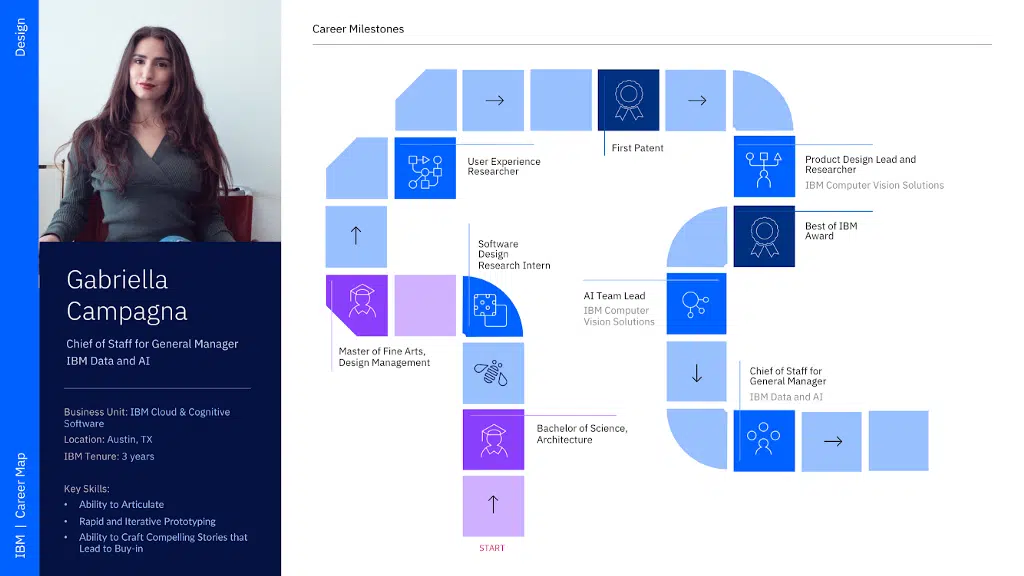 Design
IBM | Career Map
Gabriella
Campagna
Chief of Staff for General Manager
IBM Data and AI
Business Unit: IBM Cloud & Cognitive
Software
Location: Austin, TX
IBM Tenure: 3 years
Key Skills:
• Ability to Articulate
• Rapid and Iterative Prototyping
• Ability to Craft Compelling Stories that
Lead to Buy-in
Career Milestones
First Patent
User Experience
Researcher
Product Design Lead and
Researcher
IBM Computer Vision Solutions
Best of IBM
Award
Software
Design
Research Intern
AI Team Lead
IBM Computer
Vision Solutions
Master of Fine Arts,
Design Management
Chief of Staff for
General Manager
IBM Data and AI
Bachelor of Science,
Architecture
START